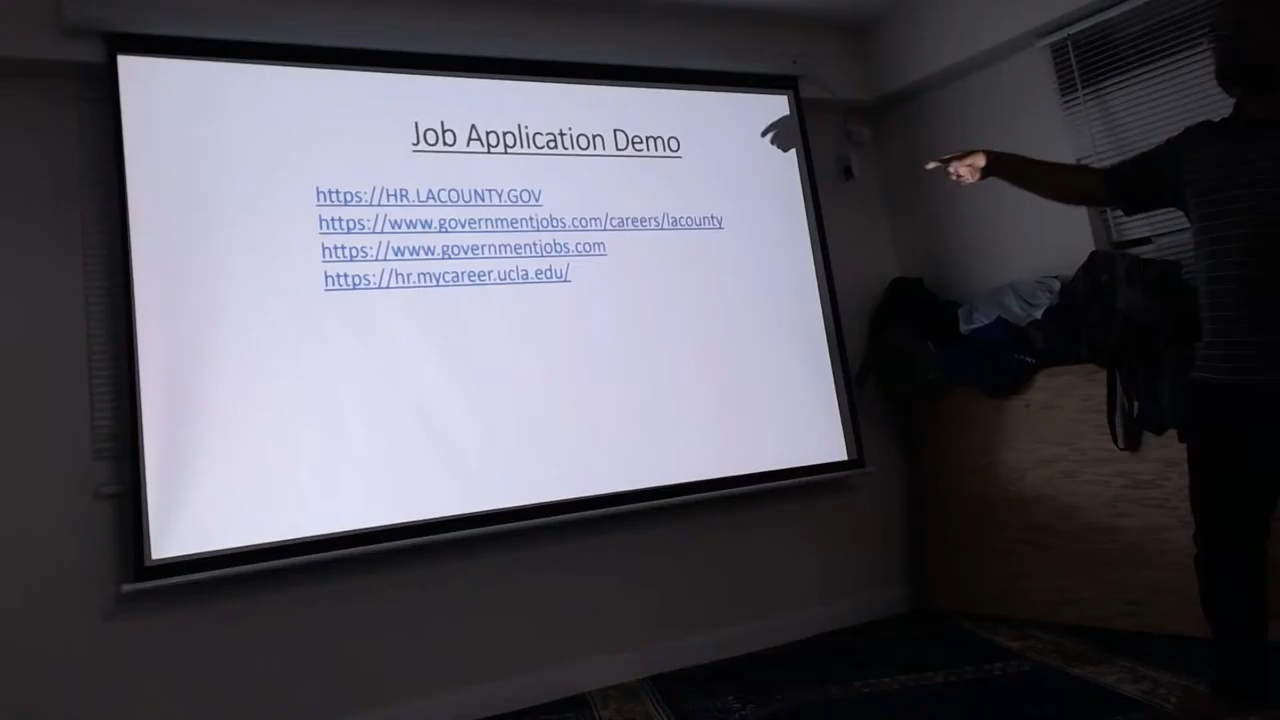 Job Application Demo
https://HR.LACOUNTY.GOV
https://www.governmentjobs.com/careers/lacounty
https://www.governmentjobs.com
https://hr.mycareer.ucla.edu/